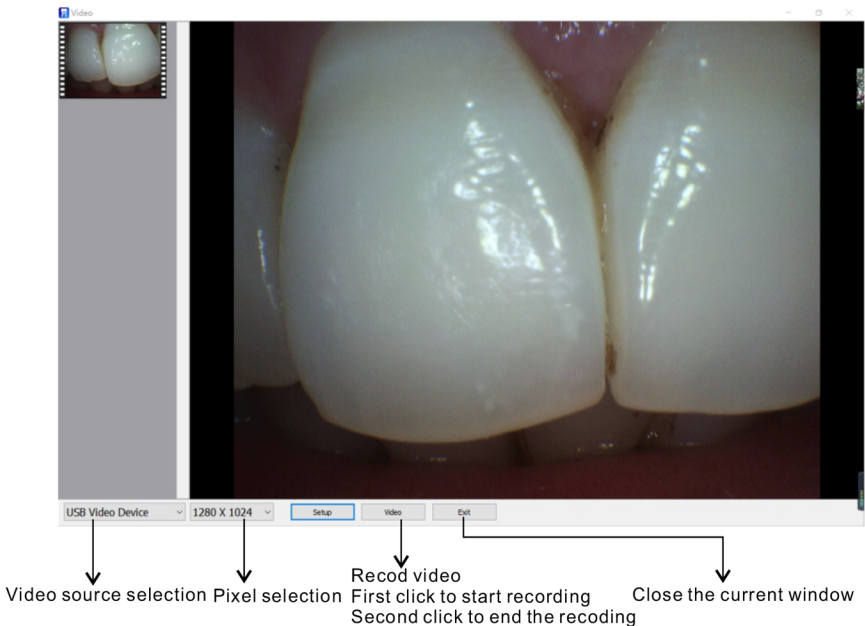 Video
USB Video Device
1280 X 1024
Setup
Video
Exit
Video source selection
Pixel selection
Recod video
First click to start recording
Second click to end the recoding
Close the current window